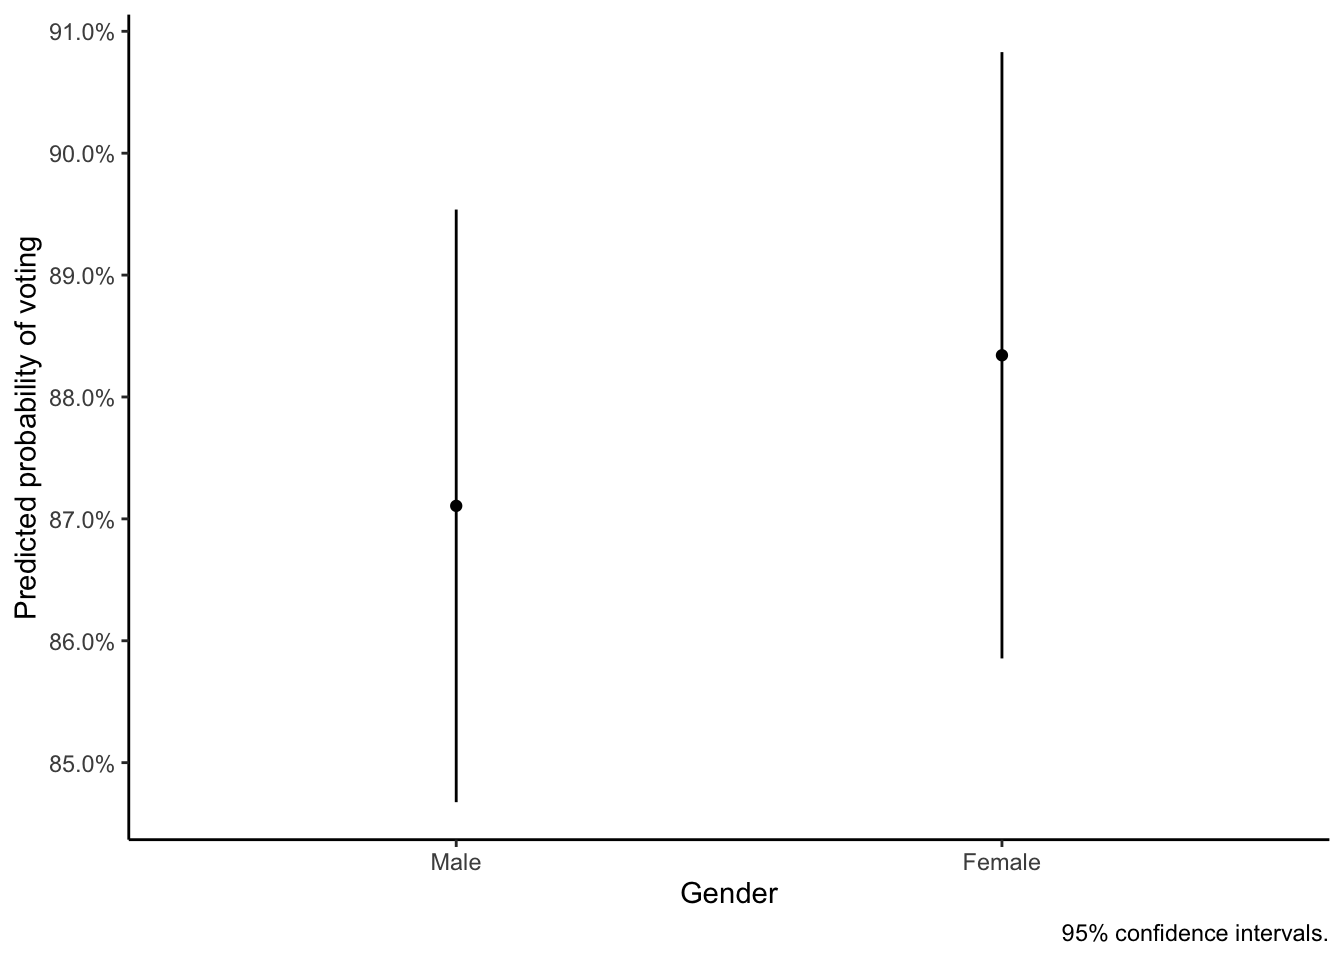 91.0%
90.0%
89.0%
88.0%
87.0%
86.0%
85.0%
Predicted probability of voting
Male
Female
Gender
95% confidence intervals.